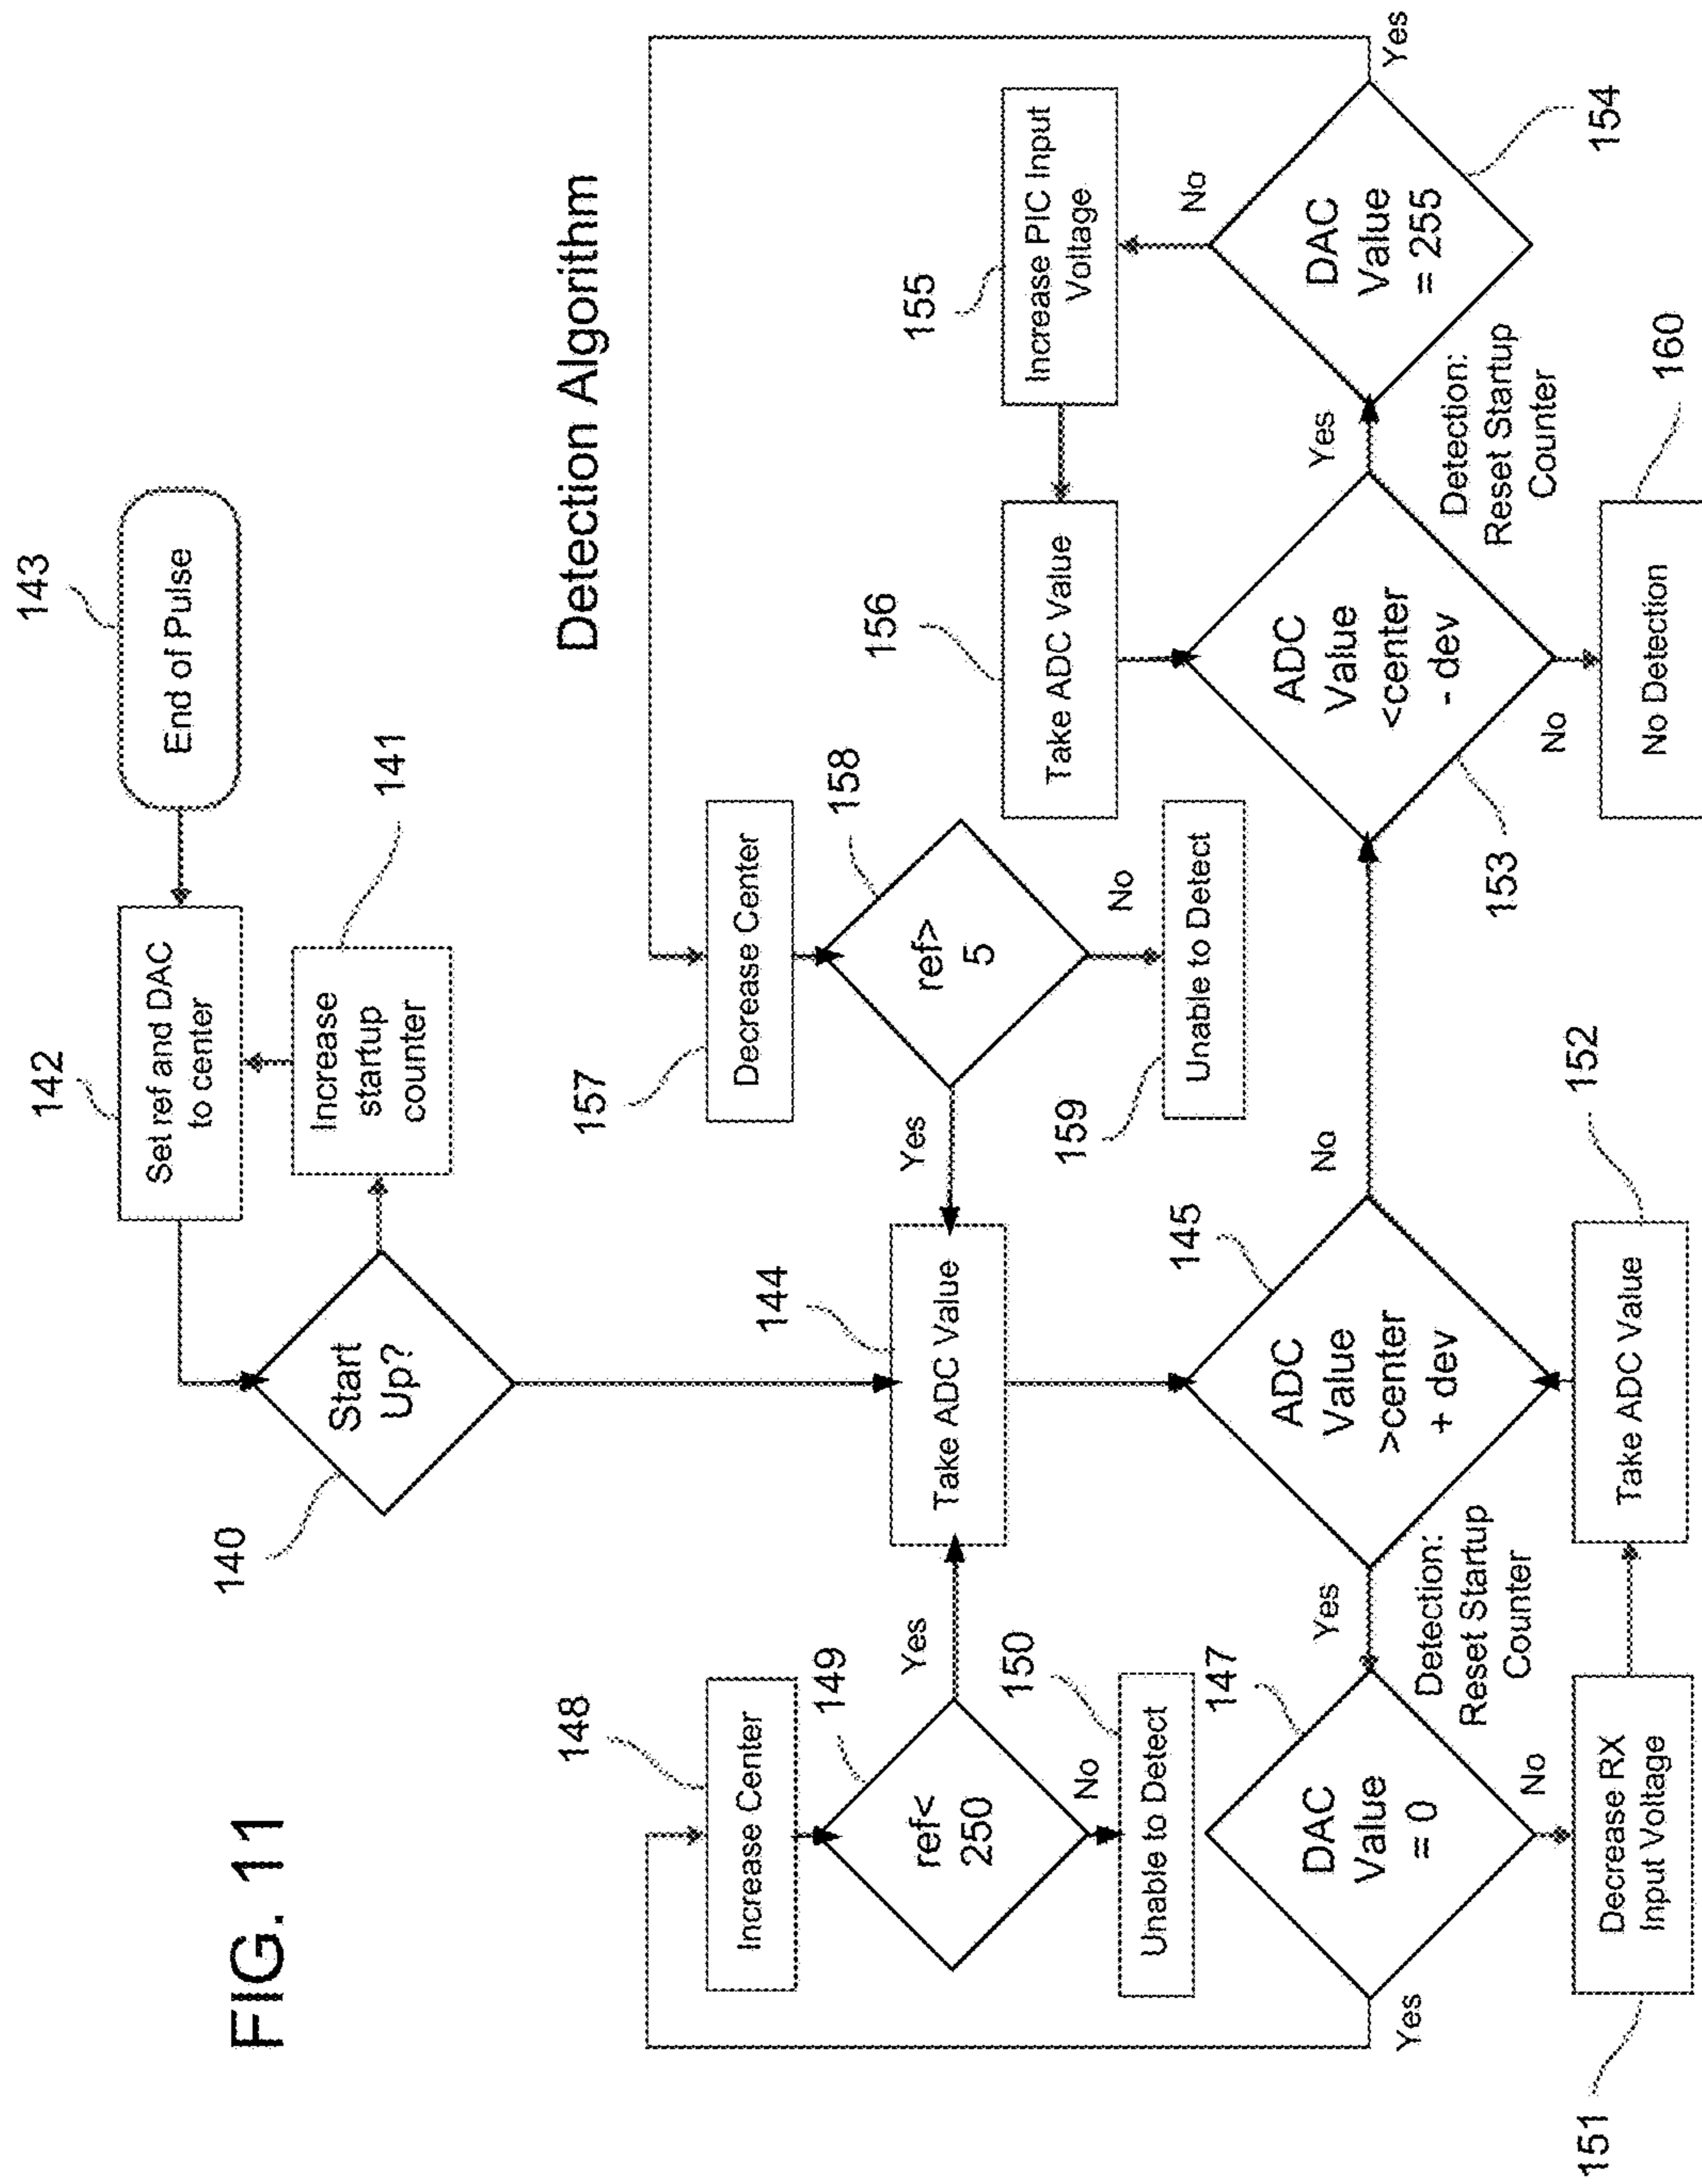 FIG. 11
143
End of Pulse
142
Set ref and DAC
to center
141
Increase
startup
counter
140
Start
Up?
Detection Algorithm
148
Increase Center
149
ref<
250
Yes
No
150
Unable to Detect
144
Take ADC Value
157
Decrease Center
158
ref>
5
Yes
No
159
Unable to Detect
156
Take ADC Value
155
Increase PIC Input
Voltage
147
DAC
Value
= 0
Yes
No
Yes
Detection:
Reset Startup
Counter
145
ADC
Value
>center
+ dev
No
153
ADC
Value
<center
- dev
Yes
Detection:
Reset Startup
Counter
No
154
DAC
Value
= 255
No
Yes
151
Decrease RX
Input Voltage
152
Take ADC Value
160
No Detection